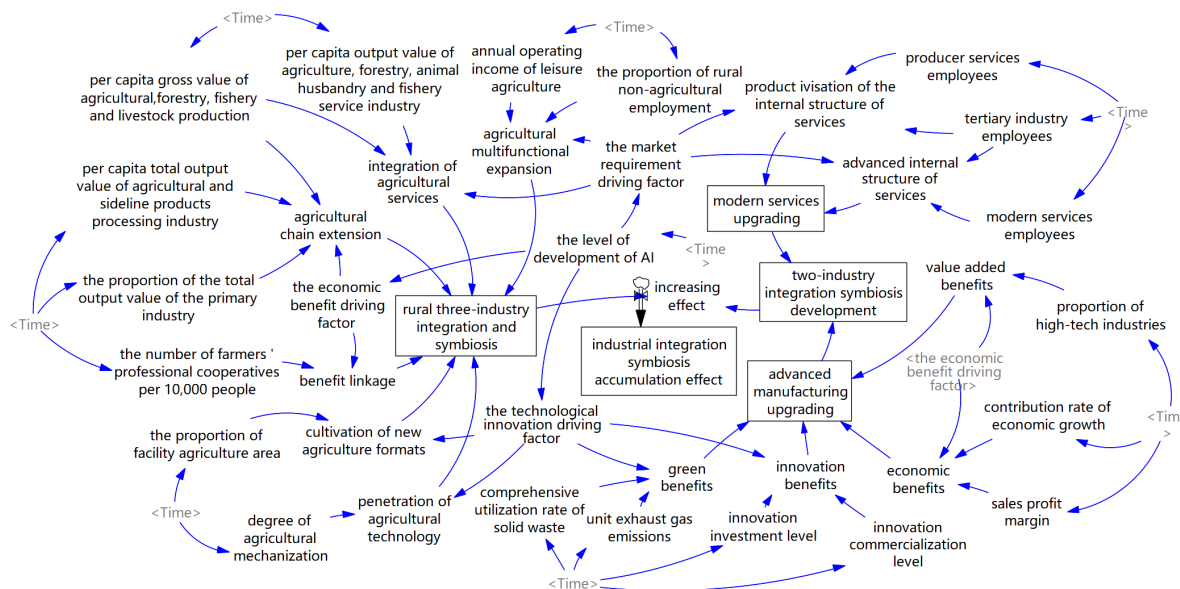 <Time>
per capita gross value of
agricultural,forestry, fishery
and livestock production
per capita output value of
agriculture, forestry, animal
husbandry and fishery
service industry
annual operating
income of leisure
agriculture
<Time>
the proportion of rural
non-agricultural
employment
product ivisation of the
internal structure of
services
producer services
employees
tertiary industry
employees
<Time
>
per capita total output
value of agricultural and
sideline products
processing industry
integration of
agricultural
services
agricultural
multifunctional
expansion
the market
requirement
driving factor
advanced internal
structure of
services
modern services
upgrading
modern services
employees
agricultural
chain extension
the level of
development of AI
<Time
>
the proportion of the total
output value of the primary
industry
the economic
benefit driving
factor
rural three-industry
integration and
symbiosis
increasing
effect
two-industry
integration symbiosis
development
value added
benefits
proportion of
high-tech industries
<Time>
the number of farmers '
professional cooperatives
per 10,000 people
benefit linkage
industrial integration
symbiosis
accumulation effect
advanced
manufacturing
upgrading
<the economic
benefit driving
factor>
the proportion of
facility agriculture area
cultivation of new
agriculture formats
the technological
innovation driving
factor
contribution rate of
economic growth
<Tim
>
green
benefits
innovation
benefits
economic
benefits
<Time>
degree of
agricultural
mechanization
penetration of
agricultural
technology
comprehensive
utilization rate of
solid waste
unit exhaust gas
emissions
innovation
investment level
innovation
commercialization
level
sales profit
margin
<Time>